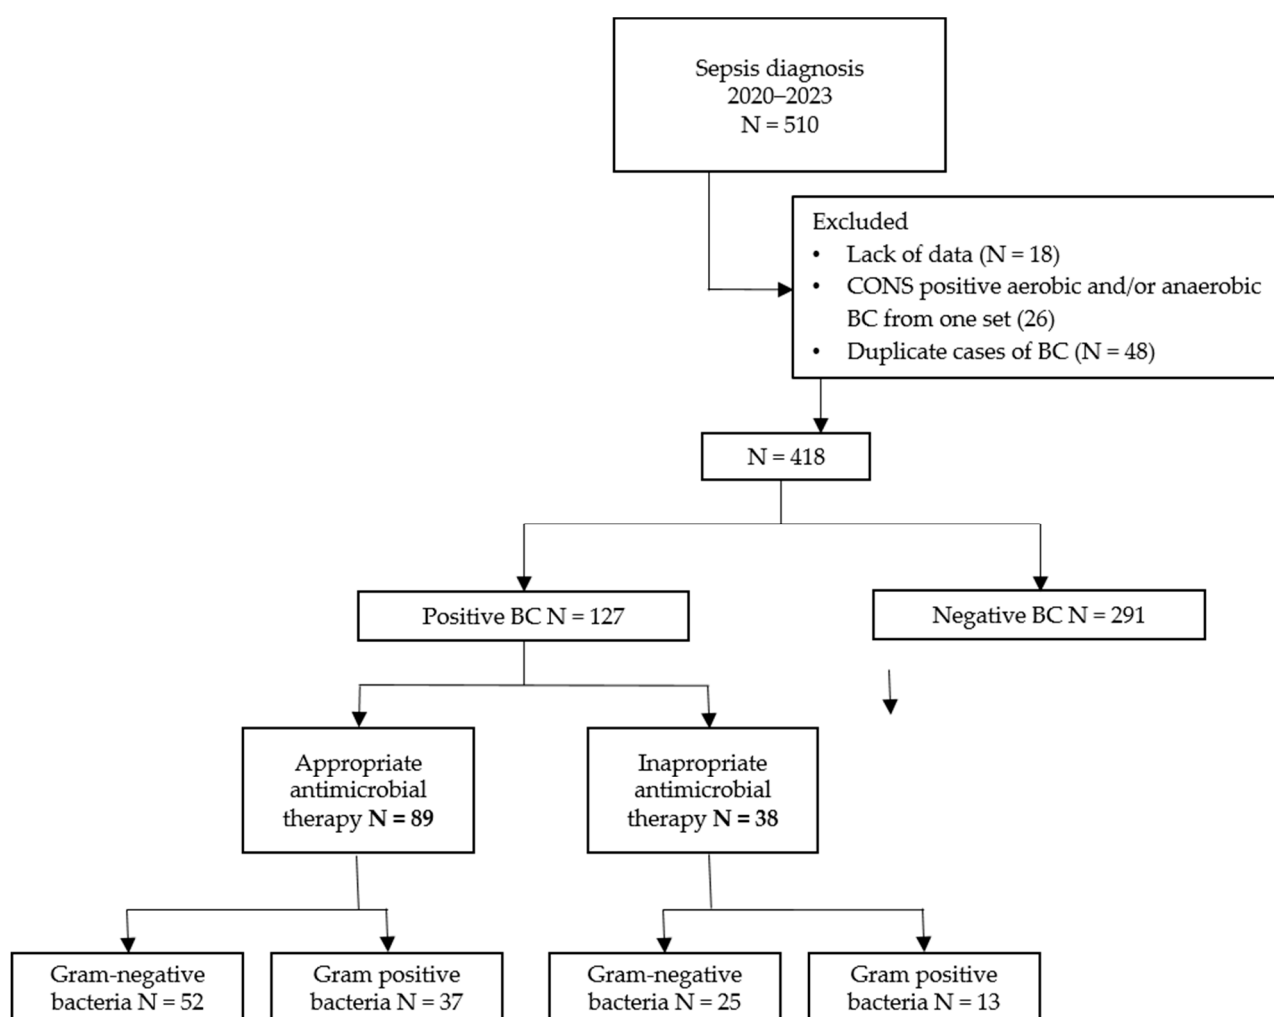 Sepsis diagnosis
2020–2023
N = 510
Excluded
• Lack of data (N = 18)
• CONS positive aerobic and/or anaerobic
BC from one set (26)
• Duplicate cases of BC (N = 48)
N = 418
Positive BC N = 127
Negative BC N = 291
Appropriate
antimicrobial
therapy N = 89
Inapropriate
antimicrobial
therapy N = 38
Gram-negative
bacteria N = 52
Gram positive
bacteria N = 37
Gram-negative
bacteria N = 25
Gram positive
bacteria N = 13